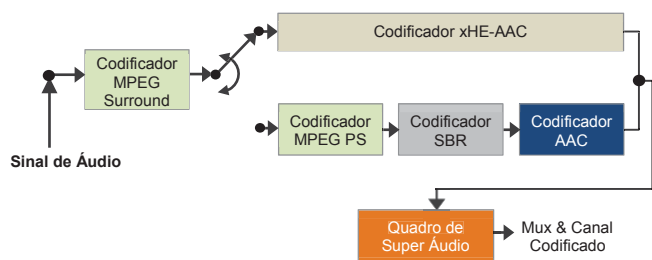 Codificador xHE-AAC
Codificador
MPEG
Surround
Codificador
MPEG PS
Codificador
SBR
Codificador
AAC
Sinal de Áudio
Quadro de
Super Áudio
Mux & Canal
Codificado